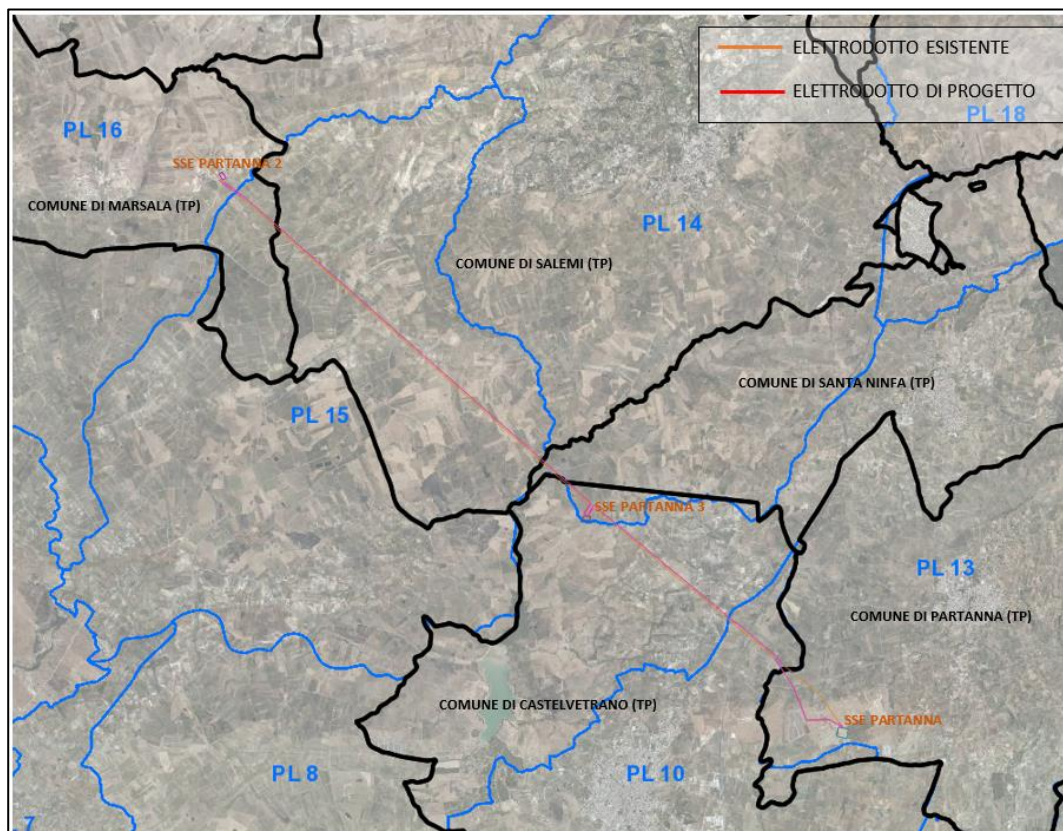 ELETTRODOTTO ESISTENTE
ELETTRODOTTO DI PROGETTO
PL 18
PL 16
SSE PARTANNA 2
COMUNE DI MARSALA (TP)
PL 14
COMUNE DI SALEMI (TP)
COMUNE DI SANTA NINFA (TP)
PL 15
SSE PARTANNA 3
PL 13
COMUNE DI PARTANNA (TP)
COMUNE DI CASTELVETRANO (TP)
SSE PARTANNA
PL 8
PL 10
7